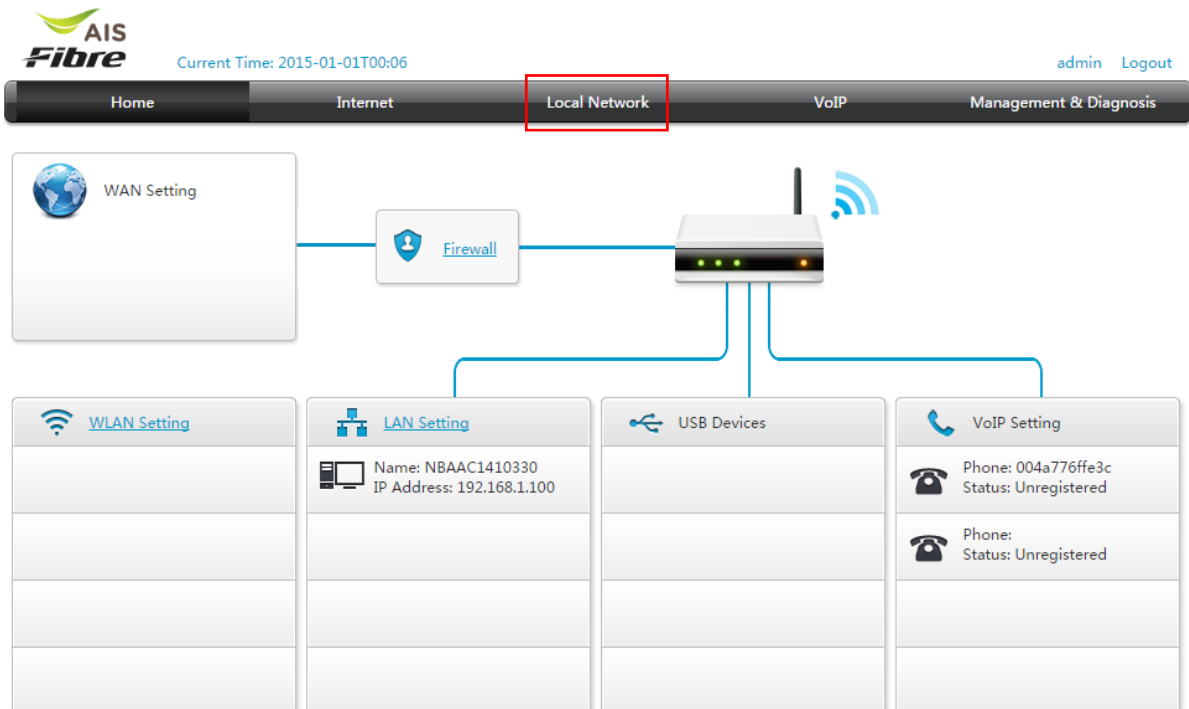 AIS
Fibre
Current Time: 2015-01-01T00:06
admin Logout
Home Internet Local Network VoIP Management & Diagnosis
WAN Setting
Firewall
WLAN Setting
LAN Setting
Name: NBAAC1410330
IP Address: 192.168.1.100
USB Devices
VoIP Setting
Phone: 004a776ffe3c
Status: Unregistered
Phone:
Status: Unregistered